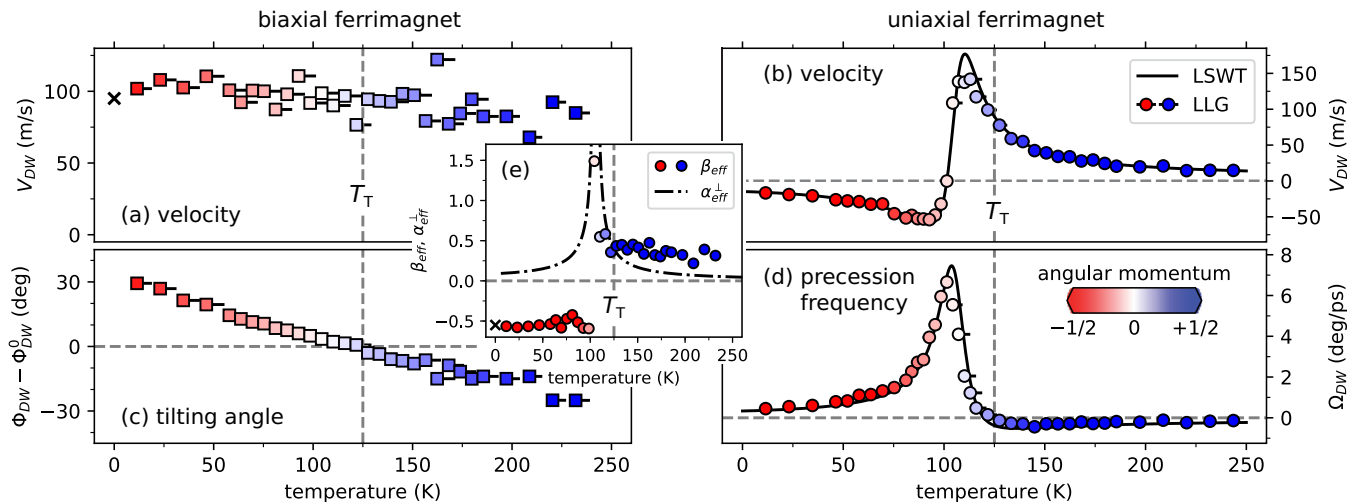 biaxial ferrimagnet
uniaxial ferrimagnet
V_DW (m/s)
100
50
0
(a) velocity
T_T
(b) velocity
LSWT
LLG
150
100
50
0
−50
V_DW (m/s)
T_T
(e)
β_eff, α^⊥_eff
1.5
1.0
0.5
0.0
−0.5
β_eff
α^⊥_eff
T_T
0 50 100 150 200 250
temperature (K)
Φ_DW − Φ^0_DW (deg)
30
0
−30
(c) tilting angle
0 50 100 150 200 250
temperature (K)
(d) precession
frequency
angular momentum
−1/2 0 +1/2
8
6
4
2
0
Ω_DW (deg/ps)
0 50 100 150 200 250
temperature (K)